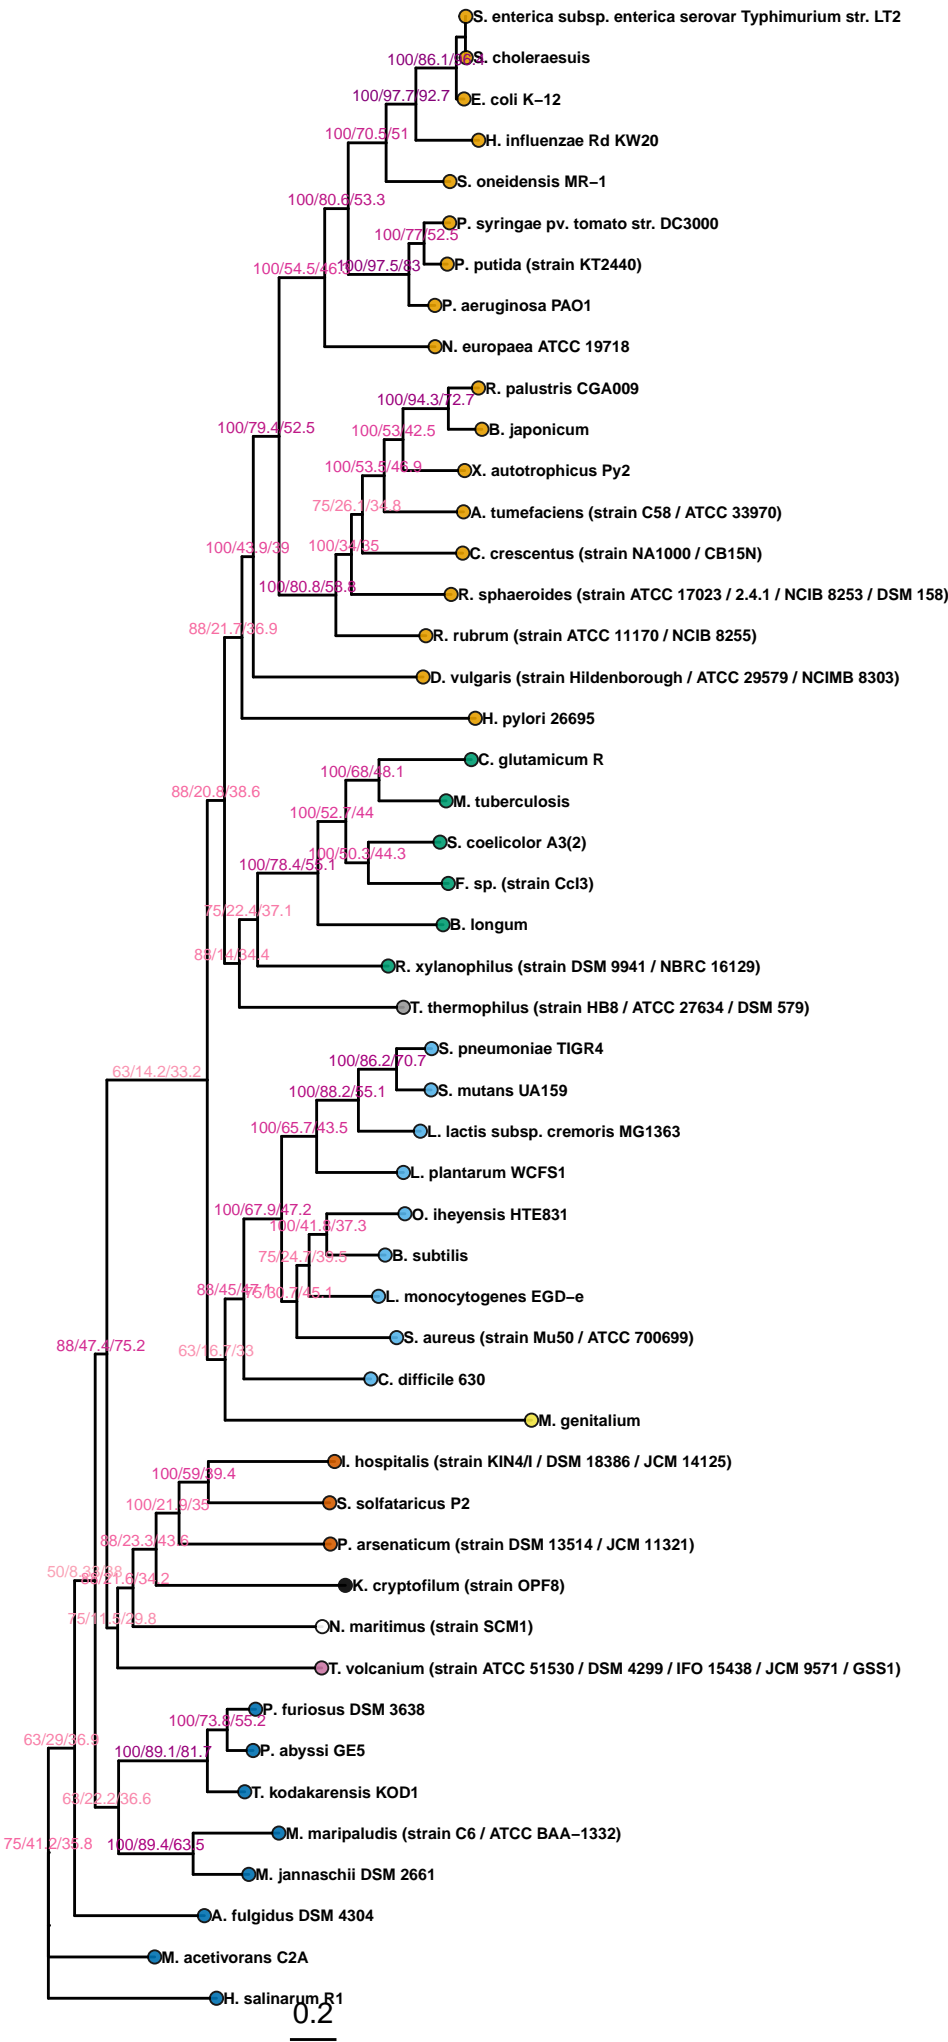 S. enterica subsp. enterica serovar Typhimurium str. LT2
100/86.1/
S. choleraesuis
100/97.7/92.7
E. coli K−12
100/70.5/51
H. influenzae Rd KW20
S. oneidensis MR−1
100/80.6/53.3
P. syringae pv. tomato str. DC3000
100/77/52.5
P. putida (strain KT2440)
100/54.5/46.
100/97.5/83
P. aeruginosa PAO1
N. europaea ATCC 19718
R. palustris CGA009
100/94.3/72.7
100/79.4/52.5
100/53/42.5
B. japonicum
100/53.5/46.9
X. autotrophicus Py2
75/26.1/34.8
A. tumefaciens (strain C58 / ATCC 33970)
100/43.9/39
100/34/35
C. crescentus (strain NA1000 / CB15N)
100/80.8/58.8
R. sphaeroides (strain ATCC 17023 / 2.4.1 / NCIB 8253 / DSM 158)
88/21.7/36.9
R. rubrum (strain ATCC 11170 / NCIB 8255)
D. vulgaris (strain Hildenborough / ATCC 29579 / NCIMB 8303)
H. pylori 26695
C. glutamicum R
100/68/48.1
88/20.8/38.6
M. tuberculosis
100/52.7/44
S. coelicolor A3(2)
100/50.3/44.3
100/78.4/55.1
F. sp. (strain CcI3)
75/22.4/37.1
B. longum
88/14/34.4
R. xylanophilus (strain DSM 9941 / NBRC 16129)
T. thermophilus (strain HB8 / ATCC 27634 / DSM 579)
S. pneumoniae TIGR4
100/86.2/70.7
63/14.2/33.2
S. mutans UA159
100/88.2/55.1
100/65.7/43.5
L. lactis subsp. cremoris MG1363
L. plantarum WCFS1
100/67.9/47.2
O. iheyensis HTE831
100/41.8/37.3
75/24.7/39.5
B. subtilis
88/45/47.1
75/30.7/45.1
L. monocytogenes EGD−e
88/47.4/75.2
63/16.7/33
S. aureus (strain Mu50 / ATCC 700699)
C. difficile 630
M. genitalium
I. hospitalis (strain KIN4/I / DSM 18386 / JCM 14125)
100/59/39.4
100/21.9/35
S. solfataricus P2
88/23.3/43.6
P. arsenaticum (strain DSM 13514 / JCM 11321)
50/8.
88/21.6/34.2
K. cryptofilum (strain OPF8)
75/11.5/29.8
N. maritimus (strain SCM1)
T. volcanium (strain ATCC 51530 / DSM 4299 / IFO 15438 / JCM 9571 / GSS1)
P. furiosus DSM 3638
100/73.8/55.2
63/29/36.9
100/89.1/81.7
P. abyssi GE5
63/22.2/36.6
T. kodakarensis KOD1
75/41.2/35.8
100/89.4/63.5
M. maripaludis (strain C6 / ATCC BAA−1332)
M. jannaschii DSM 2661
A. fulgidus DSM 4304
M. acetivorans C2A
H. salinarum R1
0.2